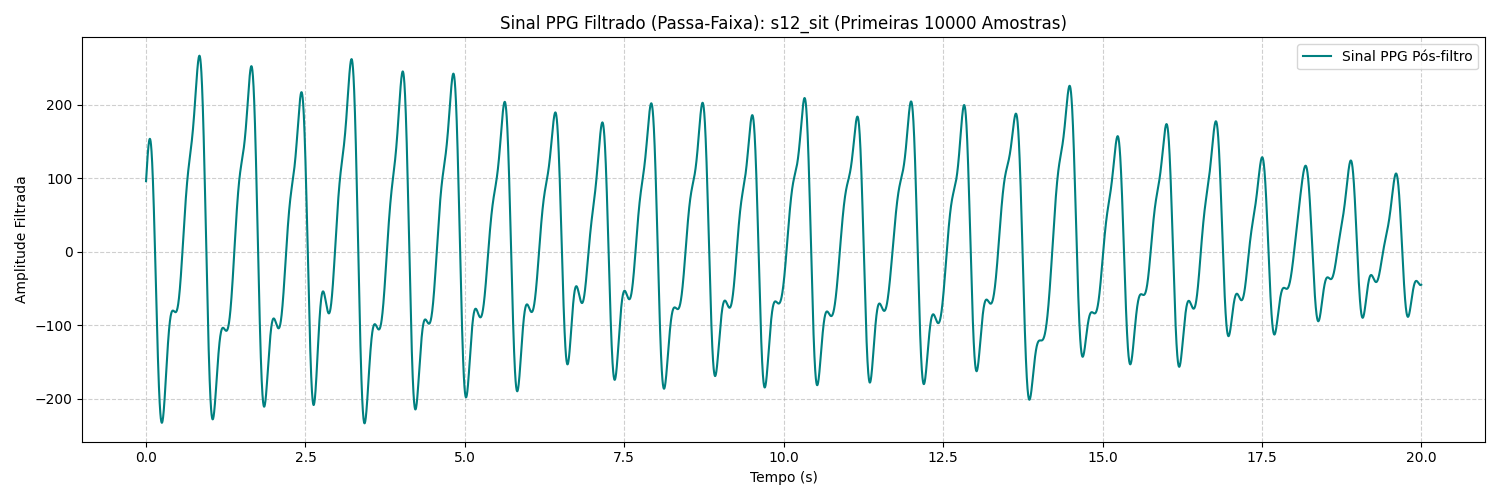 Sinal PPG Filtrado (Passa-Faixa): s12_sit (Primeiras 10000 Amostras)
Sinal PPG Pós-filtro
Amplitude Filtrada
200
100
0
−100
−200
0.0 2.5 5.0 7.5 10.0 12.5 15.0 17.5 20.0
Tempo (s)